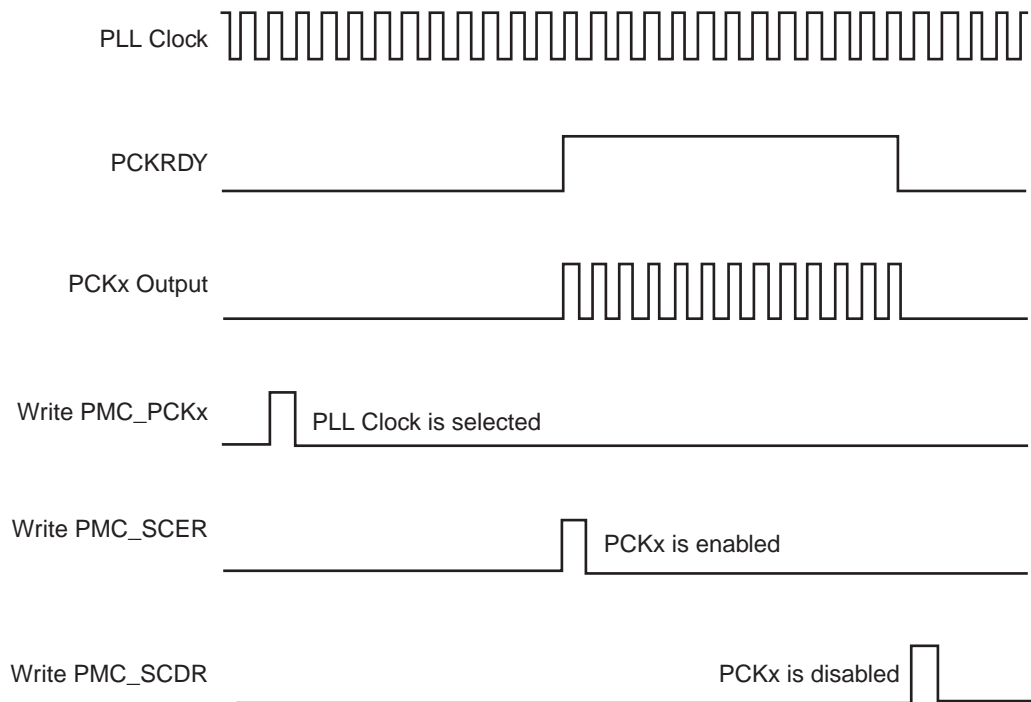 PLL Clock
PCKRDY
PCKx Output
Write PMC_PCKx
PLL Clock is selected
Write PMC_SCER
PCKx is enabled
Write PMC_SCDR
PCKx is disabled